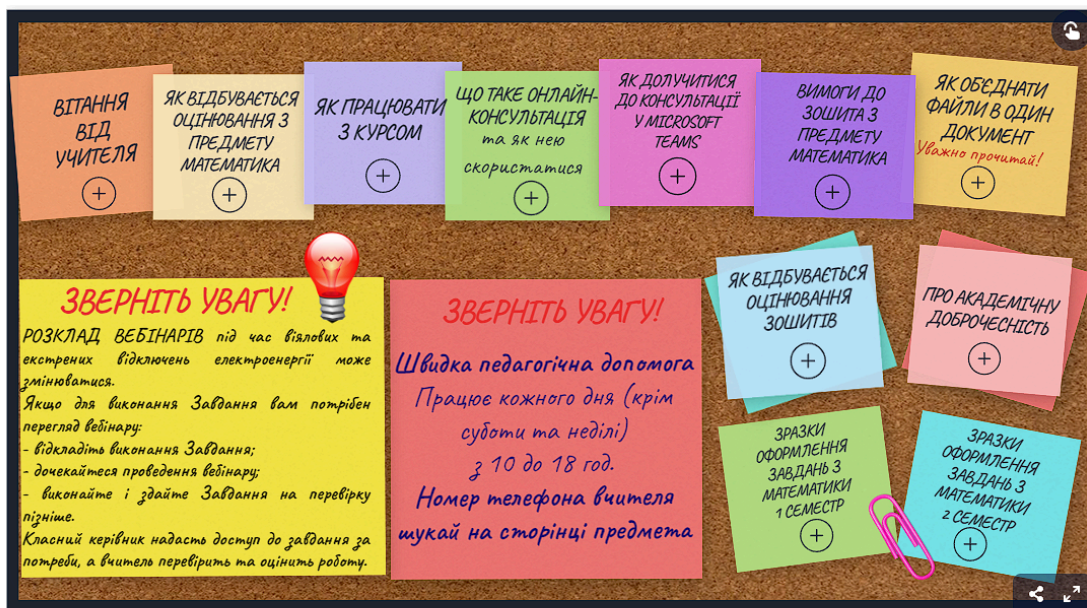 ВІТАННЯ
ВІД
УЧИТЕЛЯ
ЯК ВІДБУВАЄТЬСЯ
ОЦІНЮВАННЯ З
ПРЕДМЕТУ
МАТЕМАТИКА
ЯК ПРАЦЮВАТИ
З КУРСОМ
ЩО ТАКЕ ОНЛАЙН-
КОНСУЛЬТАЦІЯ
та як нею
скористатися
ЯК ДОЛУЧИТИСЯ
ДО КОНСУЛЬТАЦІЇ
У MICROSOFT
TEAMS
ВИМОГИ ДО
ЗОШИТА З
ПРЕДМЕТУ
МАТЕМАТИКА
ЯК ОБ'ЄДНАТИ
ФАЙЛИ В ОДИН
ДОКУМЕНТ
Уважно прочитай!
ЗВЕРНІТЬ УВАГУ!
РОЗКЛАД ВЕБІНАРІВ під час віялових та
екстрених відключень електроенергії може
змінюватися.
Якщо для виконання Завдання вам потрібен
перегляд вебінару:
- відкладіть виконання Завдання;
- дочекайтеся проведення вебінару;
- виконайте і здайте Завдання на перевірку
пізніше.
Класний керівник надасть доступ до завдання за
потреби, а вчитель перевірить та оцінить роботу.
ЗВЕРНІТЬ УВАГУ!
Швидка педагогічна допомога
Працює кожного дня (крім
суботи та неділі)
з 10 до 18 год.
Номер телефона вчителя
шукай на сторінці предмета
ЯК ВІДБУВАЄТЬСЯ
ОЦІНЮВАННЯ
ЗОШИТІВ
ПРО АКАДЕМІЧНУ
ДОБРОЧЕСНІСТЬ
ЗРАЗКИ
ОФОРМЛЕННЯ
ЗАВДАНЬ З
МАТЕМАТИКИ
1 СЕМЕСТР
ЗРАЗКИ
ОФОРМЛЕННЯ
ЗАВДАНЬ З
МАТЕМАТИКИ
2 СЕМЕСТР